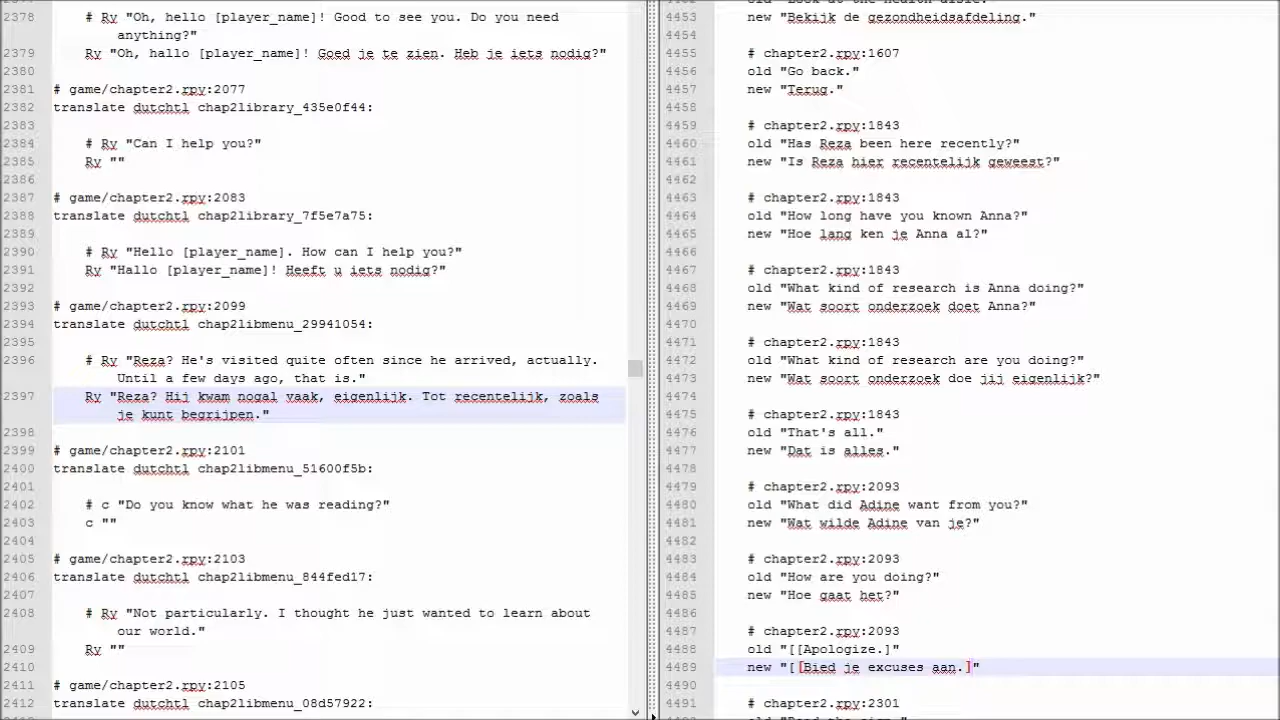 2378 # Ry "Oh, hello [player_name]! Good to see you. Do you need
anything?"
2379 Ry "Oh, hallo [player_name]! Goed je te zien. Heb je iets nodig?"
2380
2381 # game/chapter2.rpy:2077
2382 translate dutchtl chap2library_435e0f44:
2383
2384 # Ry "Can I help you?"
2385 Ry ""
2386
2387 # game/chapter2.rpy:2083
2388 translate dutchtl chap2library_7f5e7a75:
2389
2390 # Ry "Hello [player_name]. How can I help you?"
2391 Ry "Hallo [player_name]! Heeft u iets nodig?"
2392
2393 # game/chapter2.rpy:2099
2394 translate dutchtl chap2libmenu_29941054:
2395
2396 # Ry "Reza? He's visited quite often since he arrived, actually.
Until a few days ago, that is."
2397 Ry "Reza? Hij kwam nogal vaak, eigenlijk. Tot recentelijk, zoals
je kunt begrijpen."
2398
2399 # game/chapter2.rpy:2101
2400 translate dutchtl chap2libmenu_51600f5b:
2401
2402 # c "Do you know what he was reading?"
2403 c ""
2404
2405 # game/chapter2.rpy:2103
2406 translate dutchtl chap2libmenu_844fed17:
2407
2408 # Ry "Not particularly. I thought he just wanted to learn about
our world."
2409 Ry ""
2410
2411 # game/chapter2.rpy:2105
2412 translate dutchtl chap2libmenu_08d57922:
4453 new "Bekijk de gezondheidsafdeling."
4454
4455 # chapter2.rpy:1607
4456 old "Go back."
4457 new "Terug."
4458
4459 # chapter2.rpy:1843
4460 old "Has Reza been here recently?"
4461 new "Is Reza hier recentelijk geweest?"
4462
4463 # chapter2.rpy:1843
4464 old "How long have you known Anna?"
4465 new "Hoe lang ken je Anna al?"
4466
4467 # chapter2.rpy:1843
4468 old "What kind of research is Anna doing?"
4469 new "Wat soort onderzoek doet Anna?"
4470
4471 # chapter2.rpy:1843
4472 old "What kind of research are you doing?"
4473 new "Wat soort onderzoek doe jij eigenlijk?"
4474
4475 # chapter2.rpy:1843
4476 old "That's all."
4477 new "Dat is alles."
4478
4479 # chapter2.rpy:2093
4480 old "What did Adine want from you?"
4481 new "Wat wilde Adine van je?"
4482
4483 # chapter2.rpy:2093
4484 old "How are you doing?"
4485 new "Hoe gaat het?"
4486
4487 # chapter2.rpy:2093
4488 old "[[Apologize.]"
4489 new "[[Bied je excuses aan.]"
4490
4491 # chapter2.rpy:2301